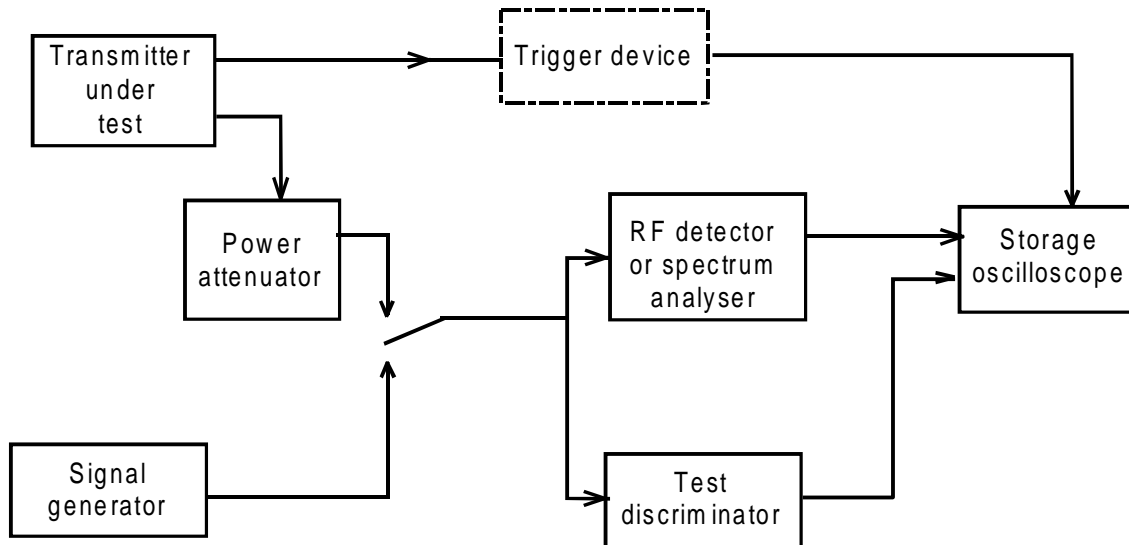 Transmitter
under
test
Trigger device
Power
attenuator
RF detector
or spectrum
analyser
Storage
oscilloscope
Signal
generator
Test
discriminator